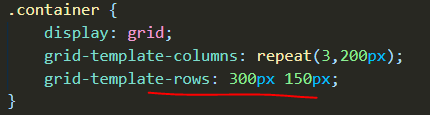 .container {
    display: grid;
    grid-template-columns: repeat(3,200px);
    grid-template-rows: 300px 150px;
}